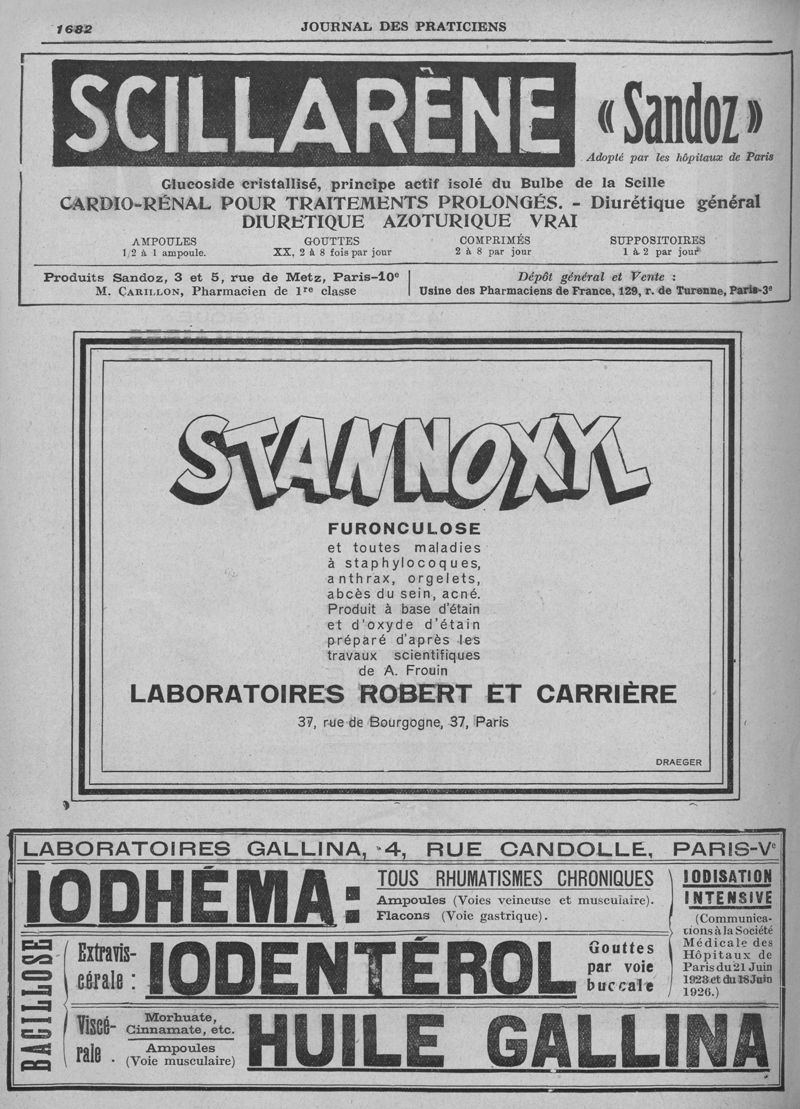 1682
JOURNAL DES PRATICIENS
SCILLARÈNE
« Sandoz »
Adopté par les hôpitaux de Paris
Glucoside cristallisé, principe actif isolé du Bulbe de la Scille
CARDIO-RÉNAL POUR TRAITEMENTS PROLONGÉS. - Diurétique général
DIURETIQUE AZOTURIQUE VRAI
AMPOULES
1/2 à 1 ampoule.
GOUTTES
XX, 2 à 8 fois par jour
COMPRIMÉS
2 à 8 par jour
SUPPOSITOIRES
1 à 2 par jour
Produits Sandoz, 3 et 5, rue de Metz, Paris-10e
M. CARILLON, Pharmacien de 1re classe
Dépôt général et Vente :
Usine des Pharmaciens de France, 129, r. de Turenne, Paris-3e
STANNOXYL
FURONCULOSE
et toutes maladies
à staphylocoques,
anthrax, orgelets,
abcès du sein, acné.
Produit à base d'étain
et d'oxyde d'étain
préparé d'après les
travaux scientifiques
de A. Frouin
LABORATOIRES ROBERT ET CARRIÈRE
37, rue de Bourgogne, 37, Paris
DRAEGER
LABORATOIRES GALLINA, 4, RUE CANDOLLE, PARIS-Ve
IODHÉMA:
TOUS RHUMATISMES CHRONIQUES
Ampoules (Voies veineuse et musculaire).
Flacons (Voie gastrique).
IODISATION
INTENSIVE
(Communica-
tions à la Société
Médicale des
Hôpitaux de
Paris du 21 Juin
1923 et du 18 Juin
1926.)
BACILLOSE
Extravis-
cérale :
IODENTÉROL
Gouttes
par voie
buccale
Viscé-
rale .
Morhuate,
Cinnamate, etc.
Ampoules
(Voie musculaire)
HUILE GALLINA